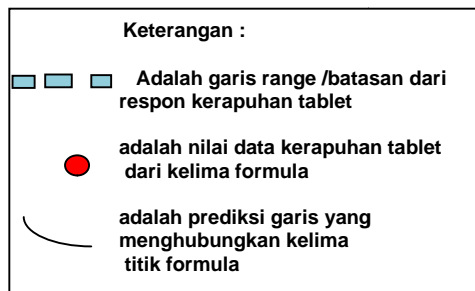 Keterangan :
Adalah garis range /batasan dari
respon kerapuhan tablet
adalah nilai data kerapuhan tablet
dari kelima formula
adalah prediksi garis yang
menghubungkan kelima
titik formula